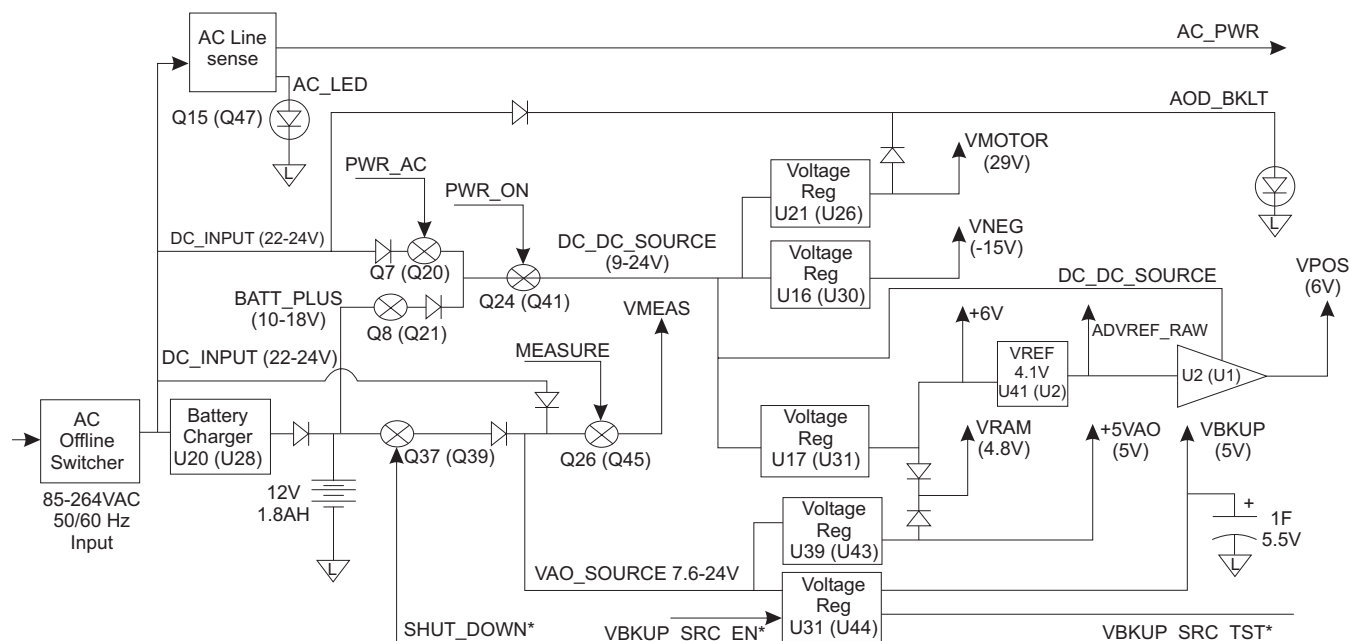 AC Line
sense
AC_PWR
AC_LED
Q15 (Q47)
AOD_BKLT
PWR_AC
PWR_ON
Voltage
Reg
U21 (U26)
VMOTOR
(29V)
DC_INPUT (22-24V)
Q7 (Q20)
DC_DC_SOURCE
(9-24V)
Q24 (Q41)
Voltage
Reg
U16 (U30)
VNEG
(-15V)
BATT_PLUS
(10-18V)
Q8 (Q21)
VMEAS
DC_DC_SOURCE
VPOS
(6V)
+6V
ADVREF_RAW
DC_INPUT (22-24V)
MEASURE
VREF
4.1V
U41 (U2)
U2 (U1)
AC
Offline
Switcher
Battery
Charger
U20 (U28)
Q37 (Q39)
Q26 (Q45)
Voltage
Reg
U17 (U31)
VRAM
(4.8V)
+5VAO
(5V)
VBKUP
(5V)
85-264VAC
50/60 Hz
Input
12V
1.8AH
L
L
L
L
+
1F
5.5V
Voltage
Reg
U39 (U43)
VAO_SOURCE 7.6-24V
Voltage
Reg
U31 (U44)
SHUT_DOWN*
VBKUP_SRC_EN*
VBKUP_SRC_TST*